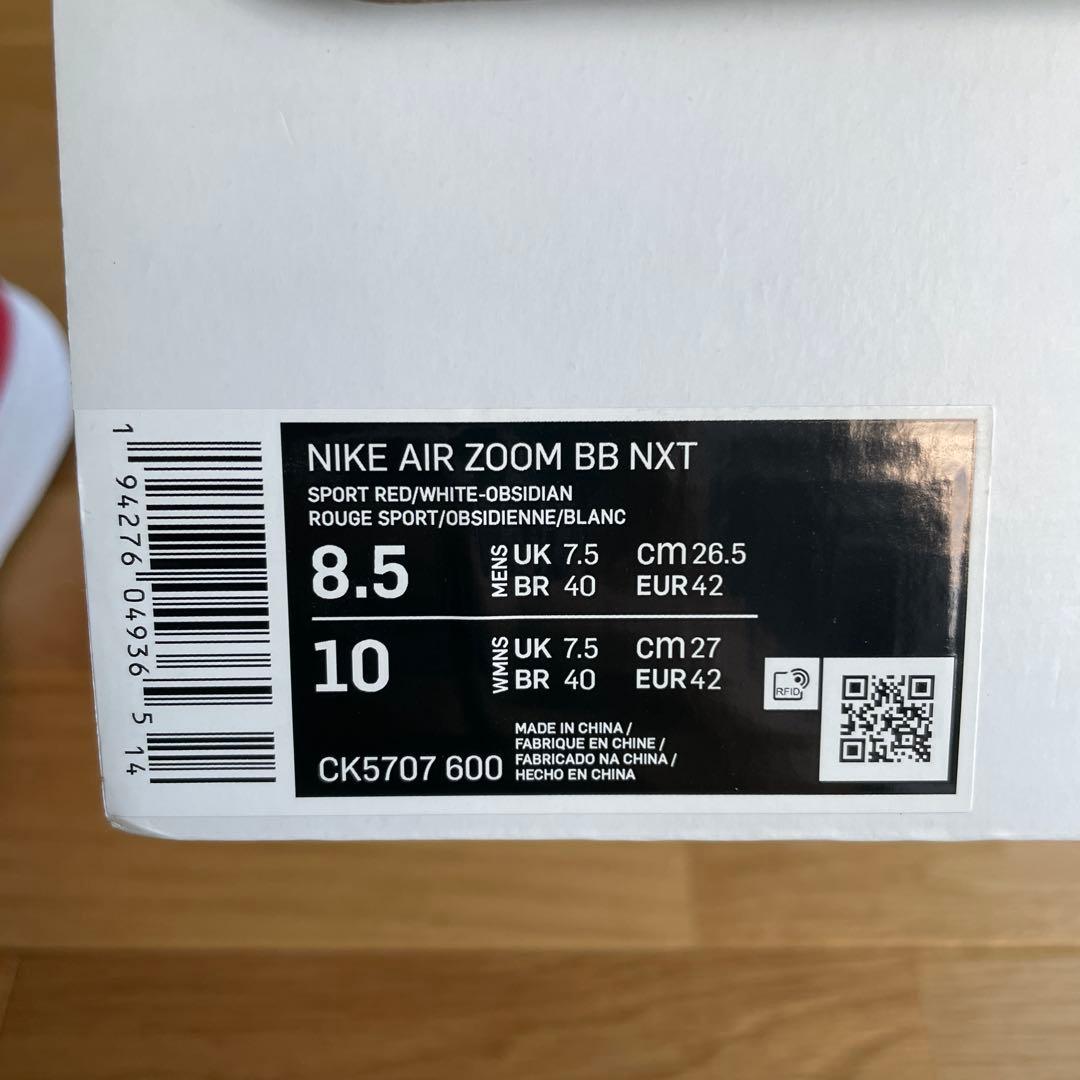 NIKE AIR ZOOM BB NXT
SPORT RED/WHITE-OBSIDIAN
ROUGE SPORT/OBSIDIENNE/BLANC
8.5 MENS UK 7.5 cm 26.5
BR 40 EUR 42
10 WMNS UK 7.5 cm 27
BR 40 EUR 42
RFID
MADE IN CHINA /
FABRIQUE EN CHINE /
FABRICADO NA CHINA /
HECHO EN CHINA
CK5707 600
1 94276 04936 5 14